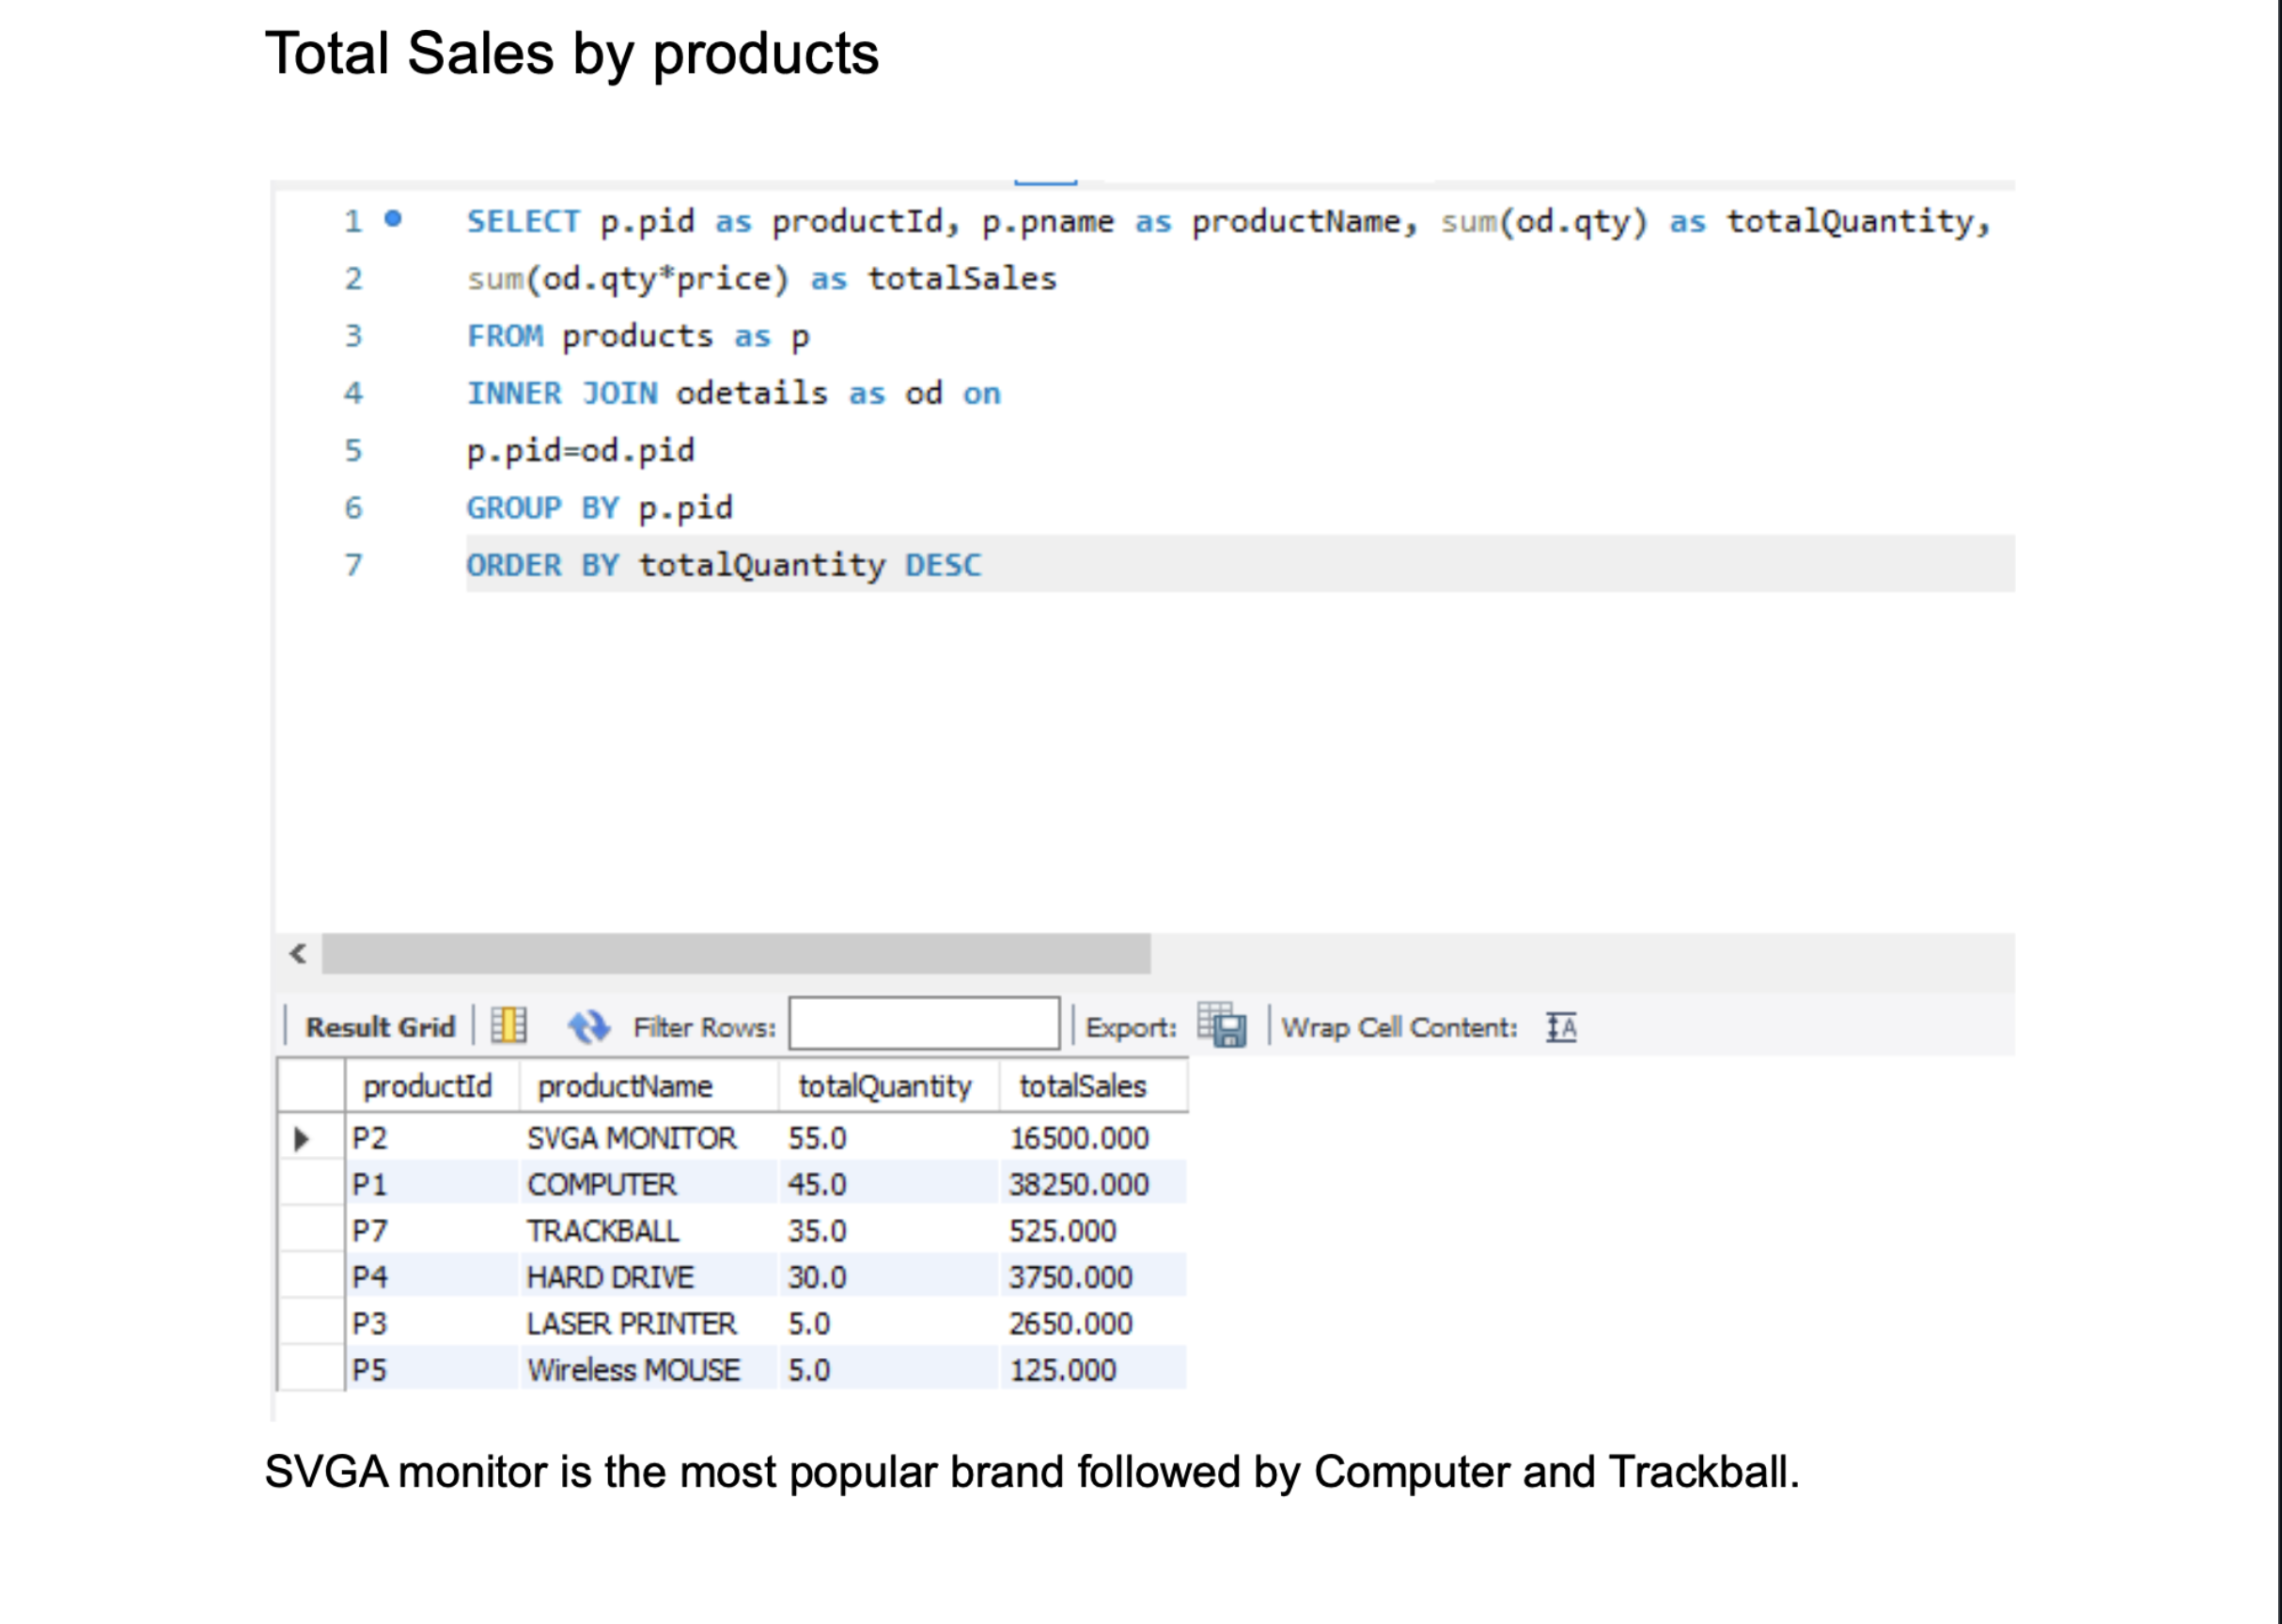 Total Sales by products
1 SELECT p.pid as productId, p.pname as productName, sum(od.qty) as totalQuantity,
2 sum(od.qty*price) as totalSales
3 FROM products as p
4 INNER JOIN odetails as od on
5 p.pid=od.pid
6 GROUP BY p.pid
7 ORDER BY totalQuantity DESC
Result Grid Filter Rows: Export: Wrap Cell Content:
productId productName totalQuantity totalSales
P2 SVGA MONITOR 55.0 16500.000
P1 COMPUTER 45.0 38250.000
P7 TRACKBALL 35.0 525.000
P4 HARD DRIVE 30.0 3750.000
P3 LASER PRINTER 5.0 2650.000
P5 Wireless MOUSE 5.0 125.000
SVGA monitor is the most popular brand followed by Computer and Trackball.